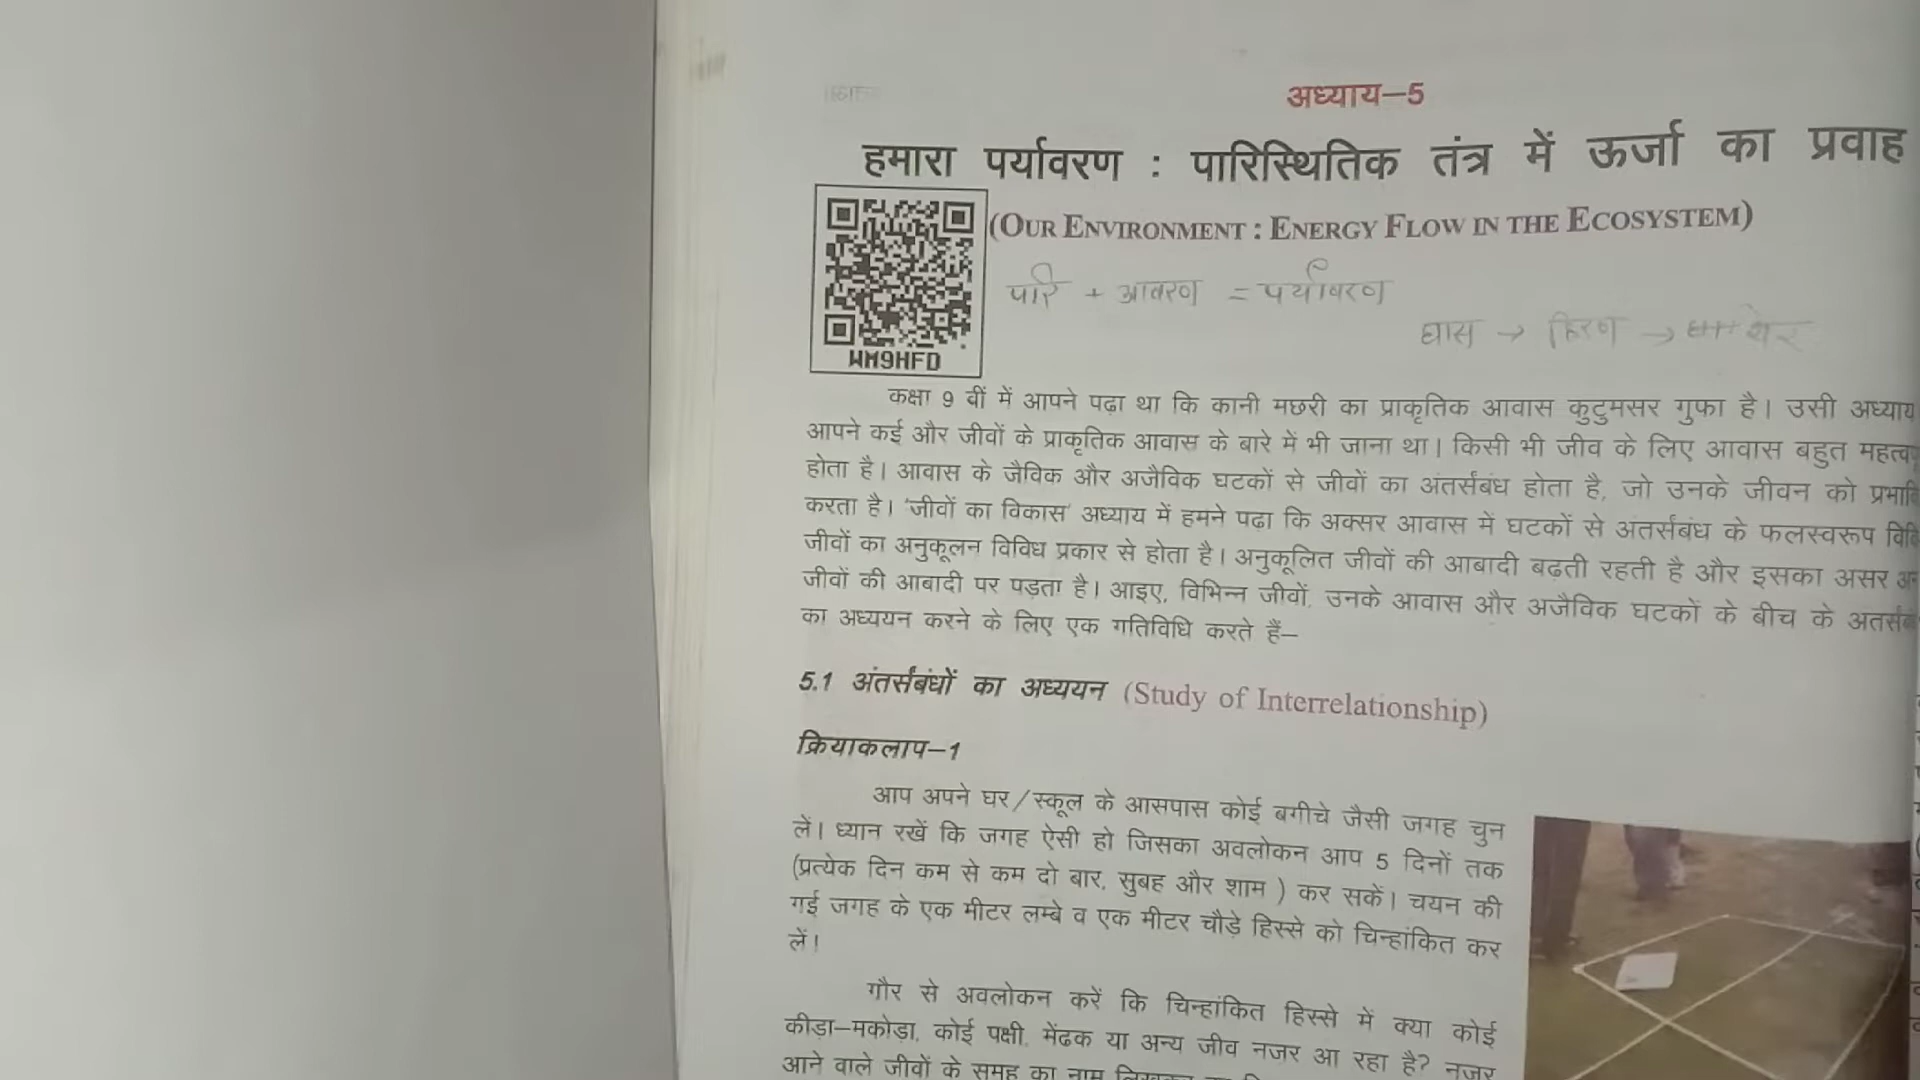 अध्याय–5
हमारा पर्यावरण : पारिस्थितिक तंत्र में ऊर्जा का प्रवाह
(OUR ENVIRONMENT : ENERGY FLOW IN THE ECOSYSTEM)
WM9HFD
परि + आवरण = पर्यावरण
घास → हिरण → शेर
कक्षा 9 वीं में आपने पढ़ा था कि कानी मछरी का प्राकृतिक आवास कुटुमसर गुफा है। उसी अध्याय
आपने कई और जीवों के प्राकृतिक आवास के बारे में भी जाना था। किसी भी जीव के लिए आवास बहुत
होता है। आवास के जैविक और अजैविक घटकों से जीवों का अंतर्संबंध होता है, जो उनके जीवन को
करता है। 'जीवों का विकास' अध्याय में हमने पढ़ा कि अक्सर आवास में घटकों से अंतर्संबंध के फलस्वरूप
जीवों का अनुकूलन विविध प्रकार से होता है। अनुकूलित जीवों की आबादी बढ़ती रहती है और इसका असर
जीवों की आबादी पर पड़ता है। आइए, विभिन्न जीवों, उनके आवास और अजैविक घटकों के बीच के
का अध्ययन करने के लिए एक गतिविधि करते हैं–
5.1 अंतर्संबंधों का अध्ययन (Study of Interrelationship)
क्रियाकलाप–1
आप अपने घर/स्कूल के आसपास कोई बगीचे जैसी जगह चुन
लें। ध्यान रखें कि जगह ऐसी हो जिसका अवलोकन आप 5 दिनों तक
(प्रत्येक दिन कम से कम दो बार, सुबह और शाम ) कर सकें। चयन की
गई जगह के एक मीटर लम्बे व एक मीटर चौड़े हिस्से को चिन्हांकित कर
लें।
गौर से अवलोकन करें कि चिन्हांकित हिस्से में क्या कोई
कीड़ा–मकोड़ा, कोई पक्षी, मेंढक या अन्य जीव नजर आ रहा है? नजर
आने वाले जीवों के समूह का नाम